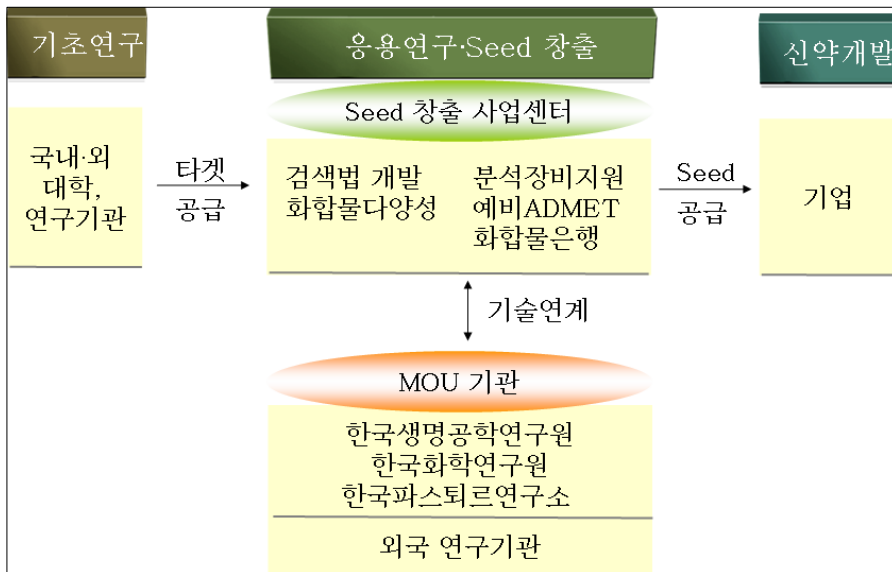 기초연구
응용연구·Seed 창출
신약개발
Seed 창출 사업센터
국내·외
대학,
연구기관
타겟
공급
검색법 개발
화합물다양성
분석장비지원
예비ADMET
화합물은행
Seed
공급
기업
기술연계
MOU 기관
한국생명공학연구원
한국화학연구원
한국파스퇴르연구소
외국 연구기관